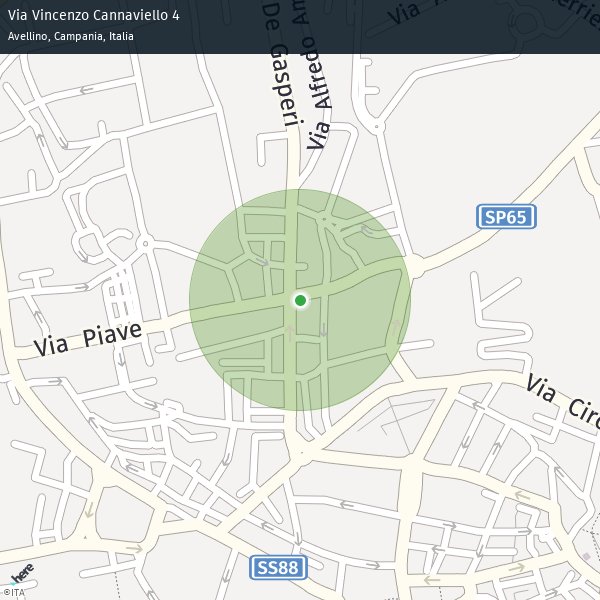 Via Vincenzo Cannaviello 4
Avellino, Campania, Italia
De Gasperi
Via Alfredo Am
Via
SP65
Via Piave
Via Circ
SS88
here
©ITA